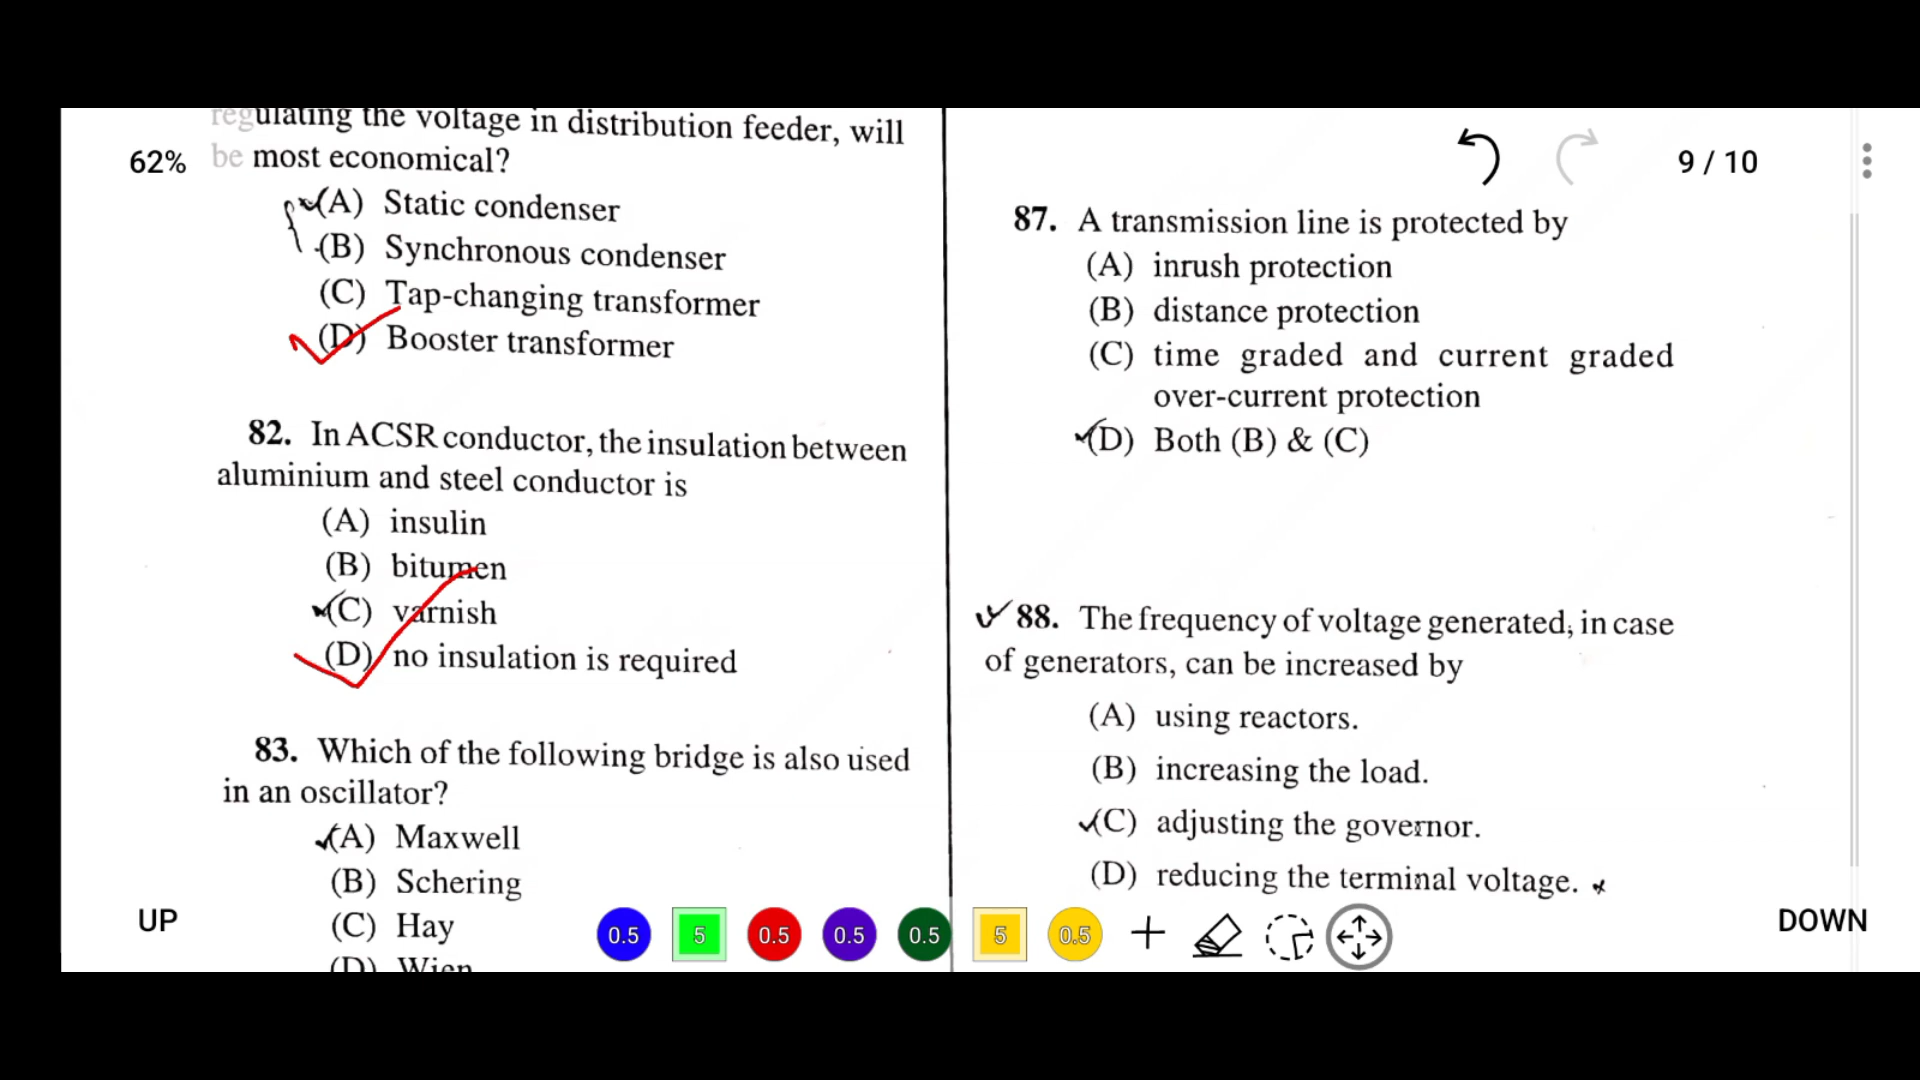 regulating the voltage in distribution feeder, will
be most economical?
(A) Static condenser
(B) Synchronous condenser
(C) Tap-changing transformer
(D) Booster transformer
82. In ACSR conductor, the insulation between
aluminium and steel conductor is
(A) insulin
(B) bitumen
(C) varnish
(D) no insulation is required
83. Which of the following bridge is also used
in an oscillator?
(A) Maxwell
(B) Schering
(C) Hay
(D) Wien
87. A transmission line is protected by
(A) inrush protection
(B) distance protection
(C) time graded and current graded
over-current protection
(D) Both (B) & (C)
88. The frequency of voltage generated, in case
of generators, can be increased by
(A) using reactors.
(B) increasing the load.
(C) adjusting the governor.
(D) reducing the terminal voltage.
62%
9 / 10
UP
0.5 5 0.5 0.5 0.5 5 0.5
DOWN